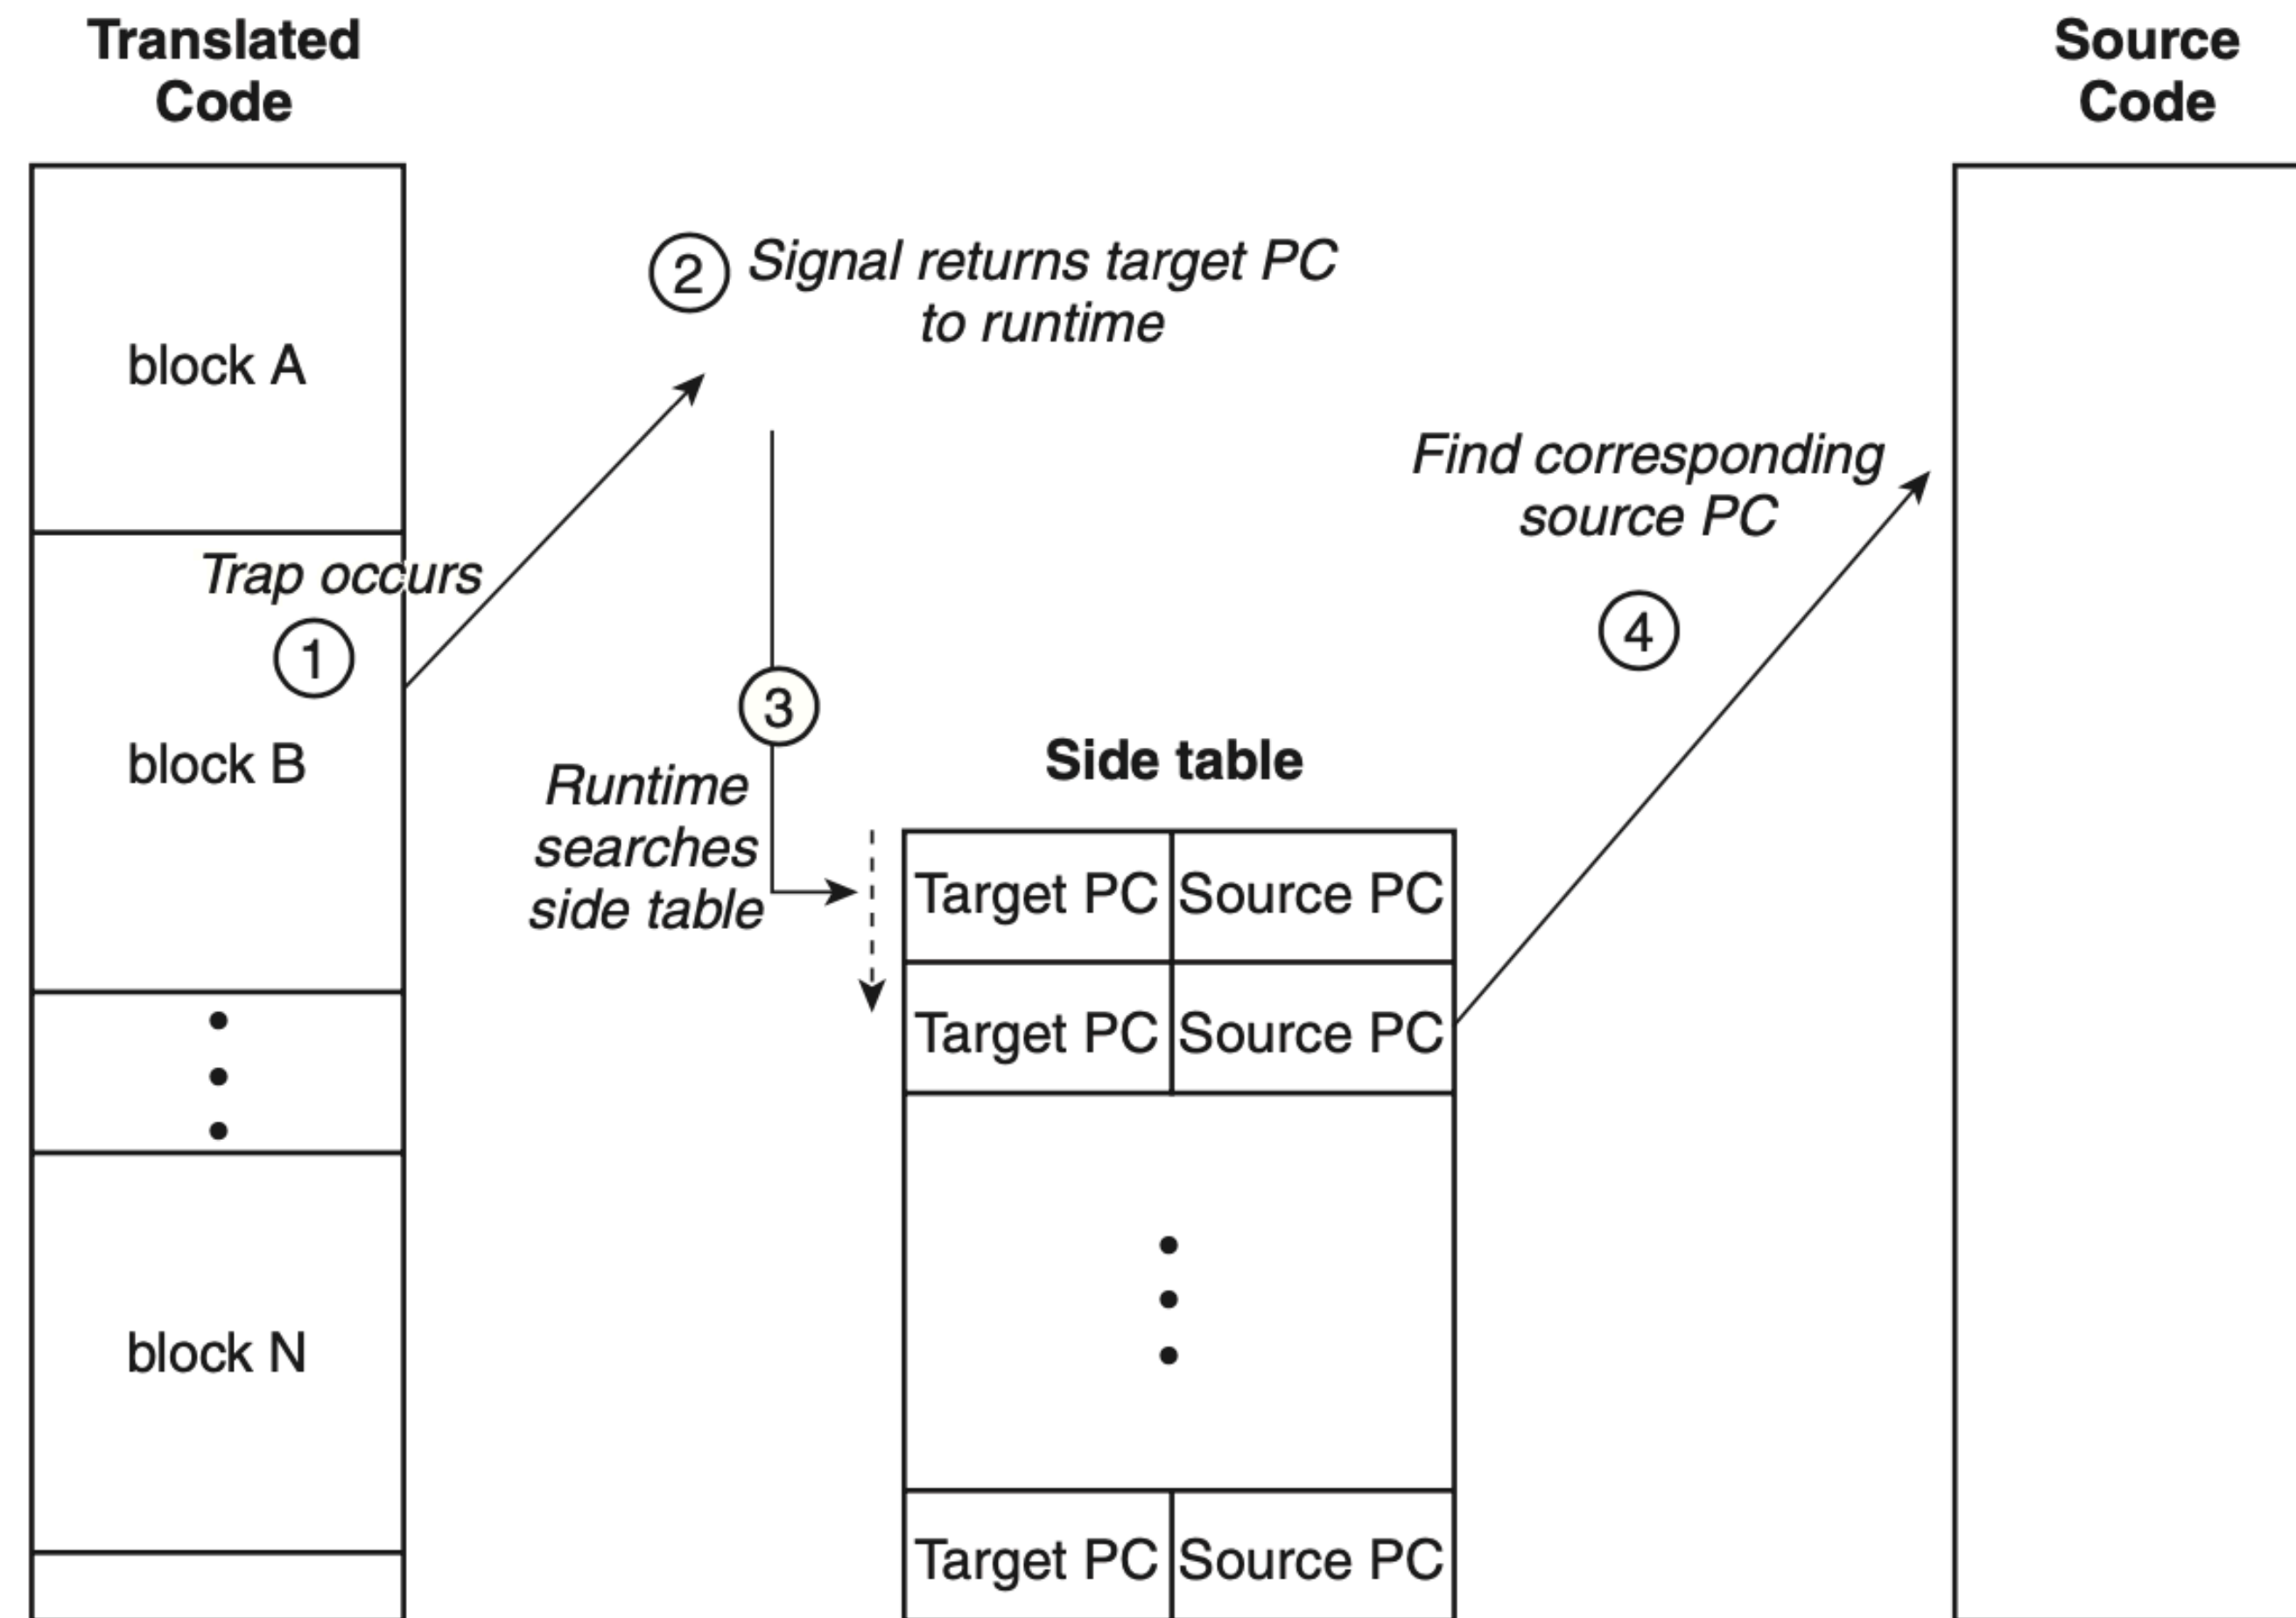 Translated
Code
Source
Code
block A
2 Signal returns target PC
to runtime
Trap occurs
1
block B
3
Runtime
searches
side table
Find corresponding
source PC
4
Side table
Target PC Source PC
Target PC Source PC
block N
Target PC Source PC